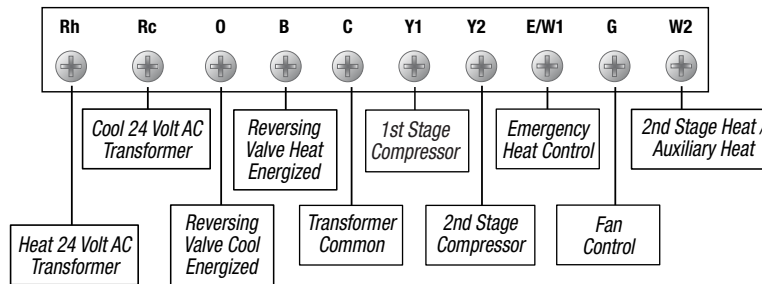 Rh Rc O B C Y1 Y2 E/W1 G W2
Cool 24 Volt AC
Transformer
Reversing
Valve Heat
Energized
1st Stage
Compressor
Emergency
Heat Control
2nd Stage Heat /
Auxiliary Heat
Heat 24 Volt AC
Transformer
Reversing
Valve Cool
Energized
Transformer
Common
2nd Stage
Compressor
Fan
Control